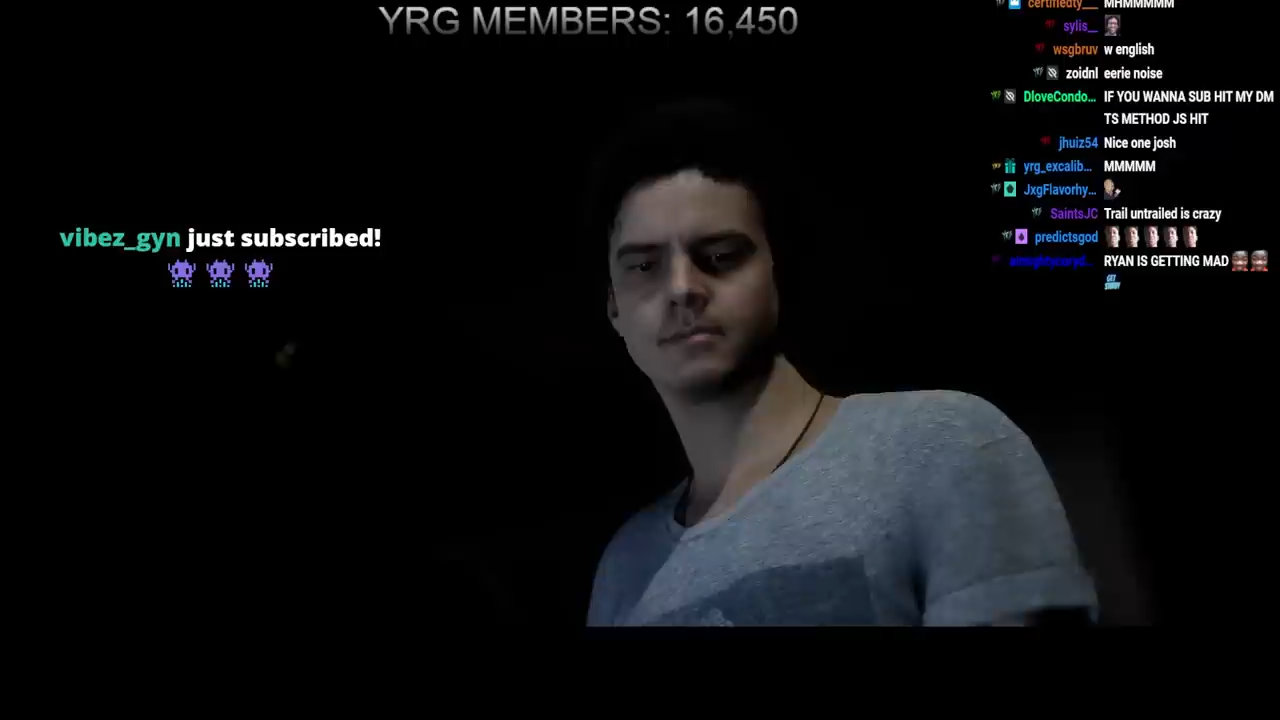 YRG MEMBERS: 16,450
certifiedty___ MHMMMMM
sylis__
wsgbruv w english
zoidnl eerie noise
DloveCondo... IF YOU WANNA SUB HIT MY DM
TS METHOD JS HIT
jhuiz54 Nice one josh
yrg_excalib... MMMMM
JxgFlavorhy...
SaintsJC Trail untrailed is crazy
predictsgod
RYAN IS GETTING MAD
vibez_gyn just subscribed!